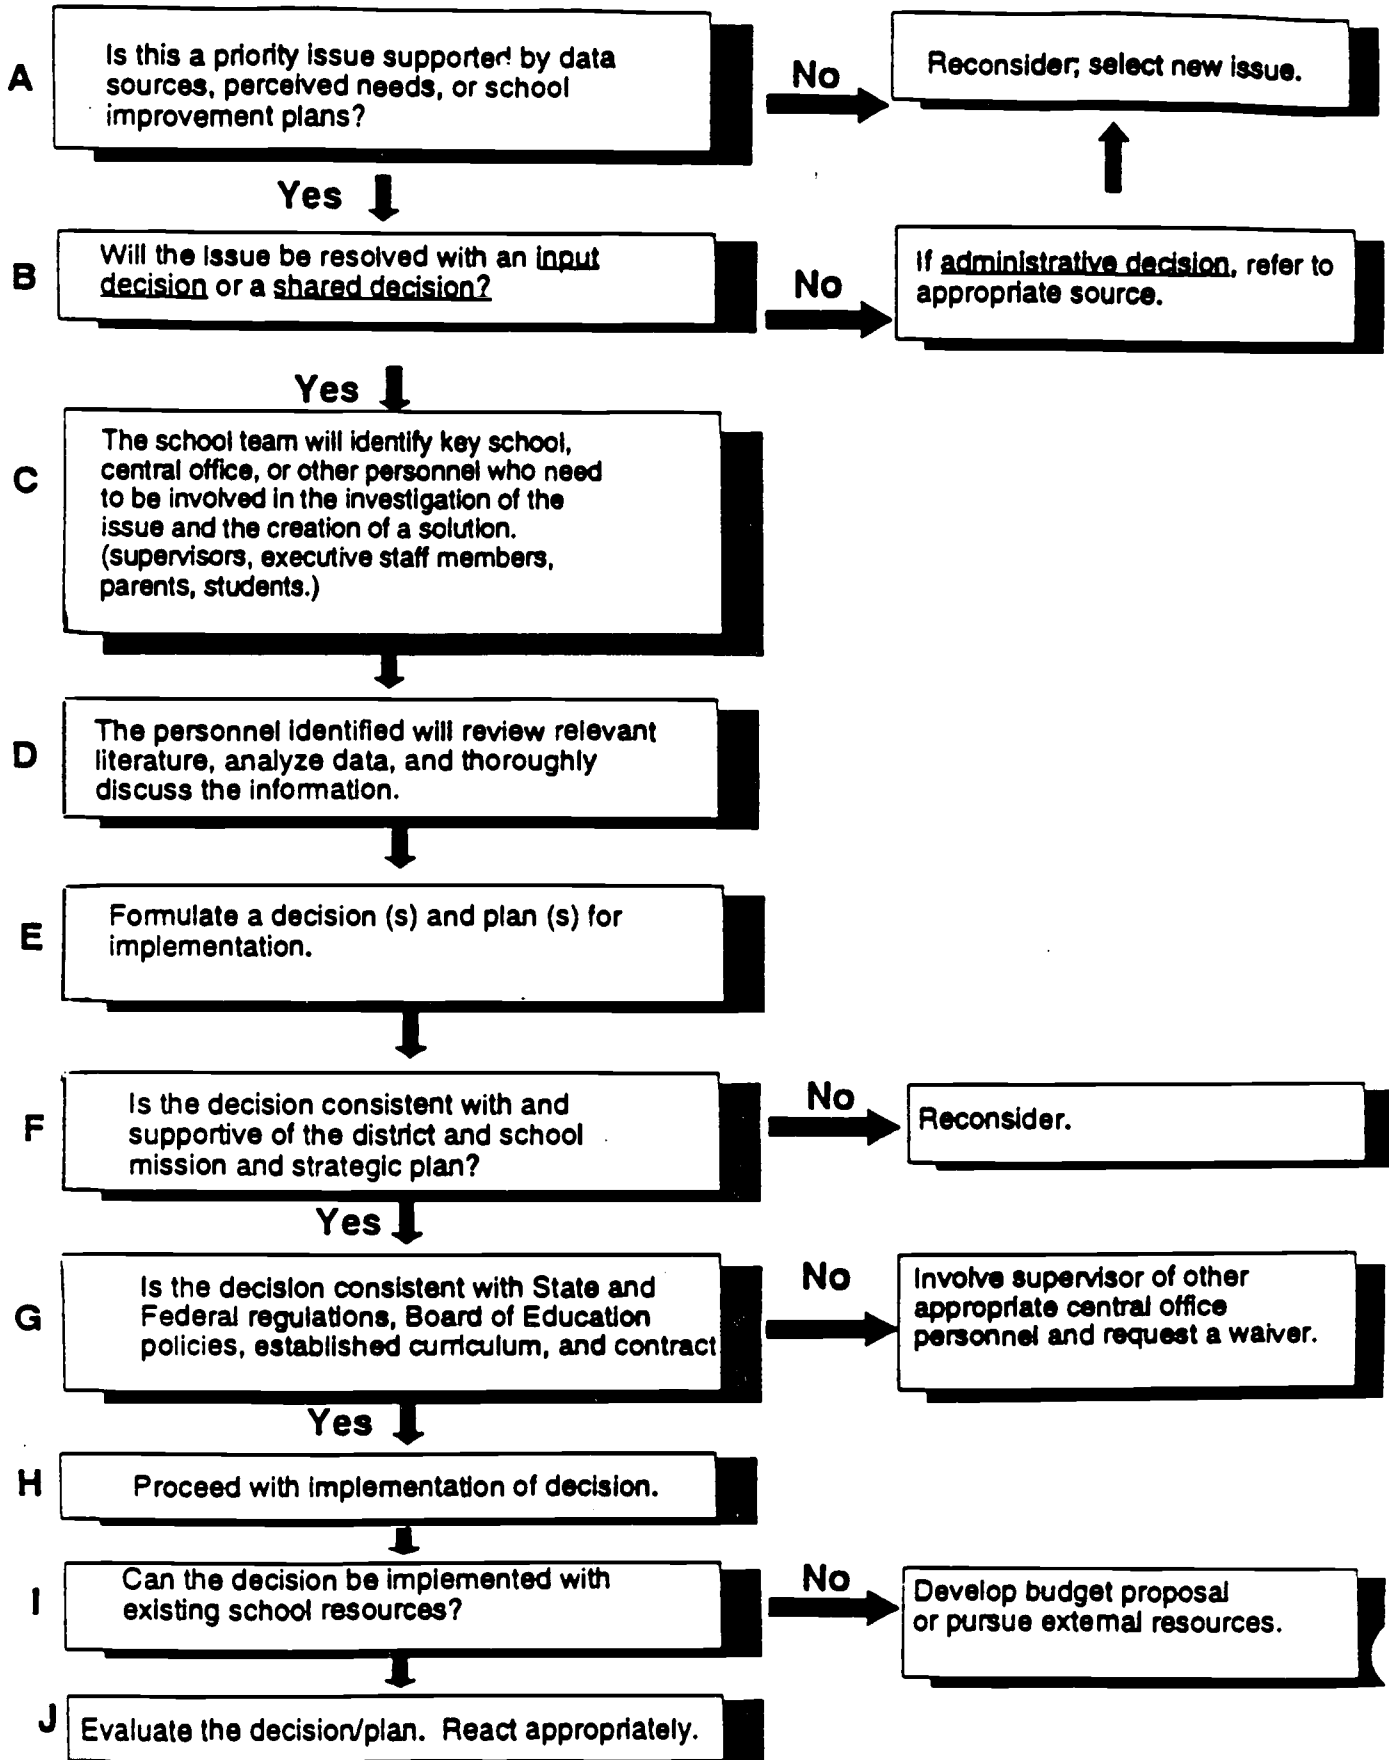 A
Is this a priority issue supported by data
sources, perceived needs, or school
improvement plans?
No
Reconsider; select new issue.
Yes
B
Will the issue be resolved with an input
decision or a shared decision?
No
If administrative decision, refer to
appropriate source.
Yes
C
The school team will identify key school,
central office, or other personnel who need
to be involved in the investigation of the
issue and the creation of a solution.
(supervisors, executive staff members,
parents, students.)
D
The personnel identified will review relevant
literature, analyze data, and thoroughly
discuss the information.
E
Formulate a decision (s) and plan (s) for
implementation.
F
Is the decision consistent with and
supportive of the district and school
mission and strategic plan?
No
Reconsider.
Yes
G
Is the decision consistent with State and
Federal regulations, Board of Education
policies, established curriculum, and contract
No
Involve supervisor of other
appropriate central office
personnel and request a waiver.
Yes
H
Proceed with implementation of decision.
I
Can the decision be implemented with
existing school resources?
No
Develop budget proposal
or pursue external resources.
J
Evaluate the decision/plan. React appropriately.